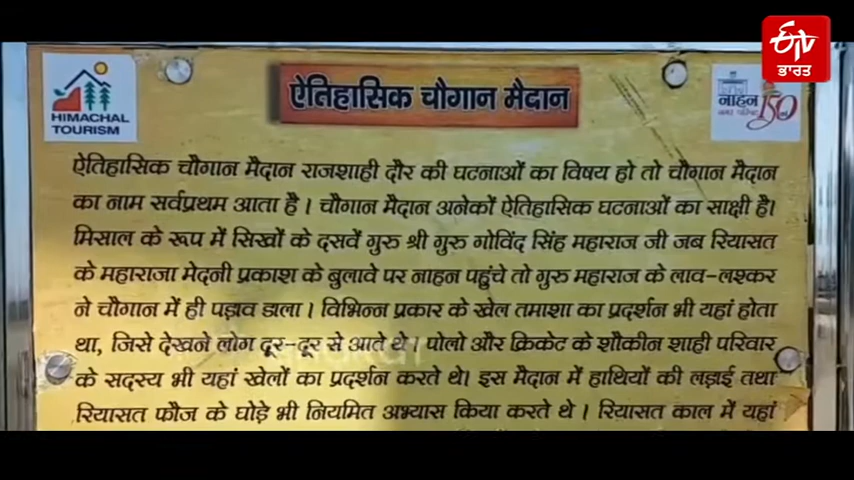 ETV
ਭਾਰਤ
HIMACHAL
TOURISM
ऐतिहासिक चौगान मैदान
नाहन
150
ऐतिहासिक चौगान मैदान राजशाही दौर की घटनाओं का विषय हो तो चौगान मैदान
का नाम सर्वप्रथम आता है। चौगान मैदान अनेकों ऐतिहासिक घटनाओं का साक्षी है।
मिसाल के रूप में सिखों के दसवें गुरु श्री गुरु गोविंद सिंह महाराज जी जब रियासत
के महाराजा मेदनी प्रकाश के बुलावे पर नाहन पहुंचे तो गुरु महाराज के लाव-लश्कर
ने चौगान में ही पड़ाव डाला। विभिन्न प्रकार के खेल तमाशा का प्रदर्शन भी यहां होता
था, जिसे देखने लोग दूर-दूर से आते थे। पोलो और क्रिकेट के शौकीन शाही परिवार
के सदस्य भी यहां खेलों का प्रदर्शन करते थे। इस मैदान में हाथियों की लड़ाई तथा
रियासत फौज के घोड़े भी नियमित अभ्यास किया करते थे। रियासत काल में यहां